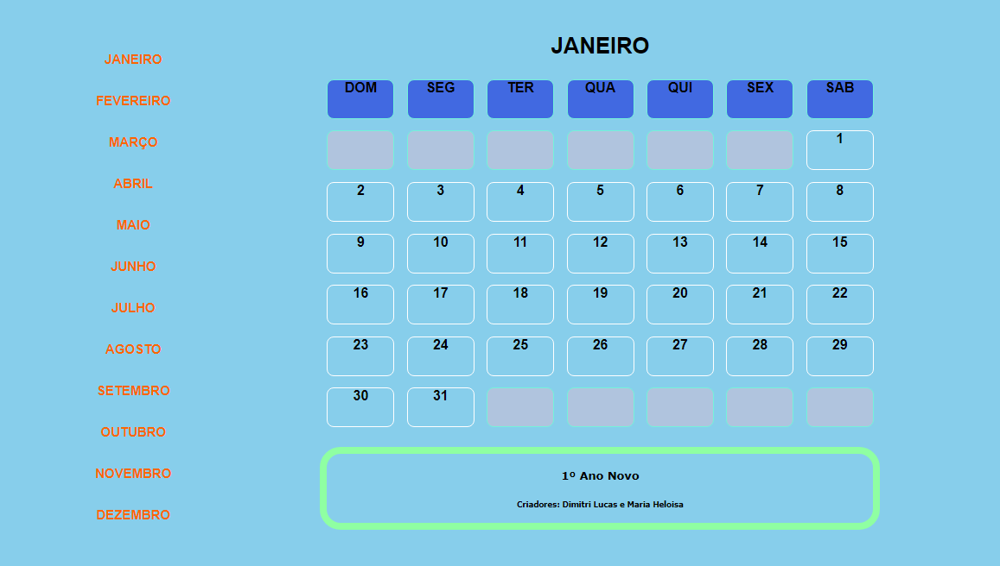 JANEIRO
FEVEREIRO
MARÇO
ABRIL
MAIO
JUNHO
JULHO
AGOSTO
SETEMBRO
OUTUBRO
NOVEMBRO
DEZEMBRO
JANEIRO
DOM SEG TER QUA QUI SEX SAB
1
2 3 4 5 6 7 8
9 10 11 12 13 14 15
16 17 18 19 20 21 22
23 24 25 26 27 28 29
30 31
1º Ano Novo
Criadores: Dimitri Lucas e Maria Heloisa